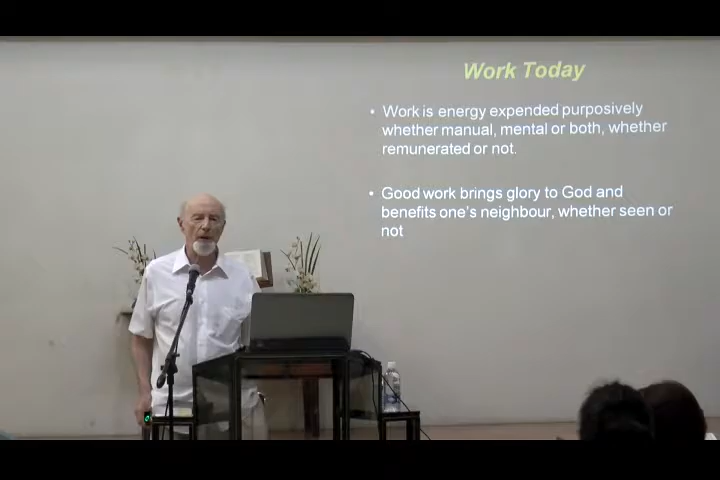 Work Today
• Work is energy expended purposively
whether manual, mental or both, whether
remunerated or not.
• Good work brings glory to God and
benefits one's neighbour, whether seen or
not